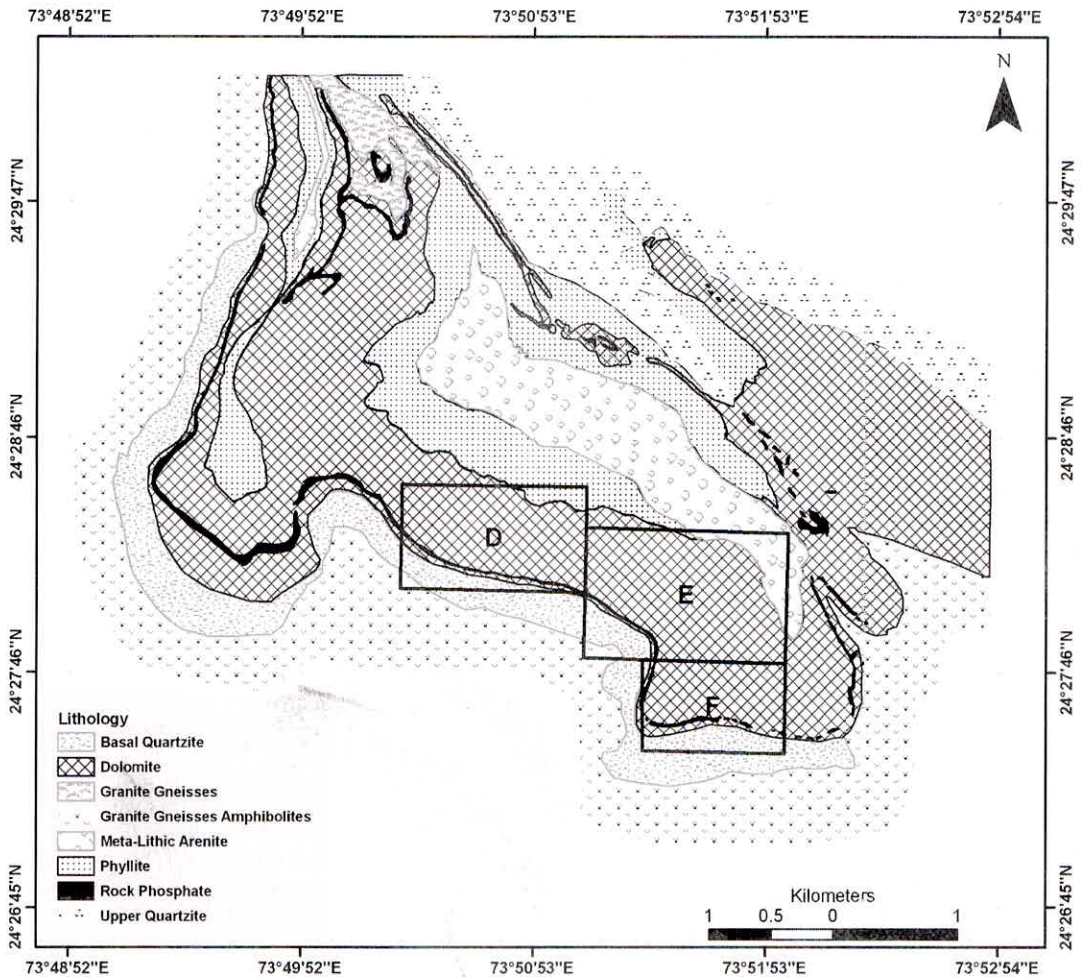 73°48'52''E 73°49'52''E 73°50'53''E 73°51'53''E 73°52'54''E
N
24°29'47''N 24°29'47''N
24°28'46''N 24°28'46''N
D
E
24°27'46''N 24°27'46''N
F
Lithology
Basal Quartzite
Dolomite
Granite Gneisses
Granite Gneisses Amphibolites
Meta-Lithic Arenite
Phyllite
Rock Phosphate
Upper Quartzite
Kilometers
1 0.5 0 1
24°26'45''N 24°26'45''N
73°48'52''E 73°49'52''E 73°50'53''E 73°51'53''E 73°52'54''E